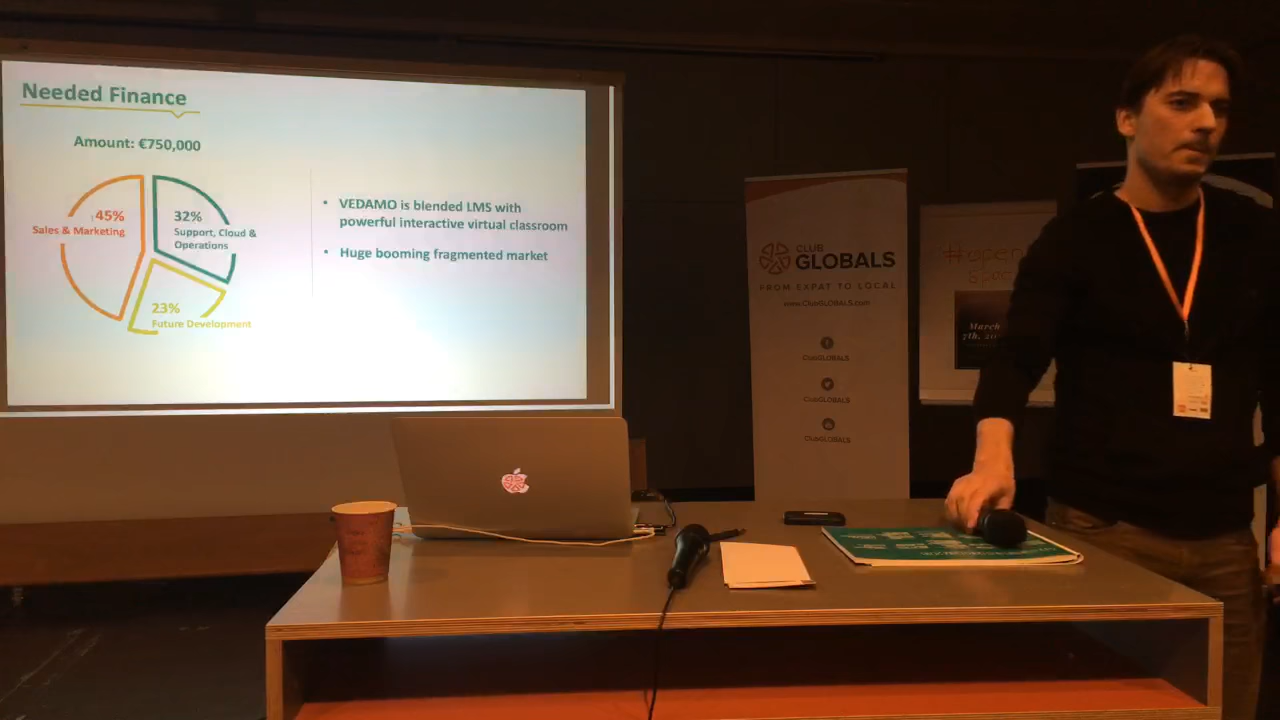 Needed Finance
Amount: €750,000
45%
Sales & Marketing
32%
Support, Cloud &
Operations
23%
Future Development
• VEDAMO is blended LMS with
powerful interactive virtual classroom
• Huge booming fragmented market
CLUB
GLOBALS
FROM EXPAT TO LOCAL
www.ClubGLOBALS.com
ClubGLOBALS
ClubGLOBALS
ClubGLOBALS
#open
March
7th,